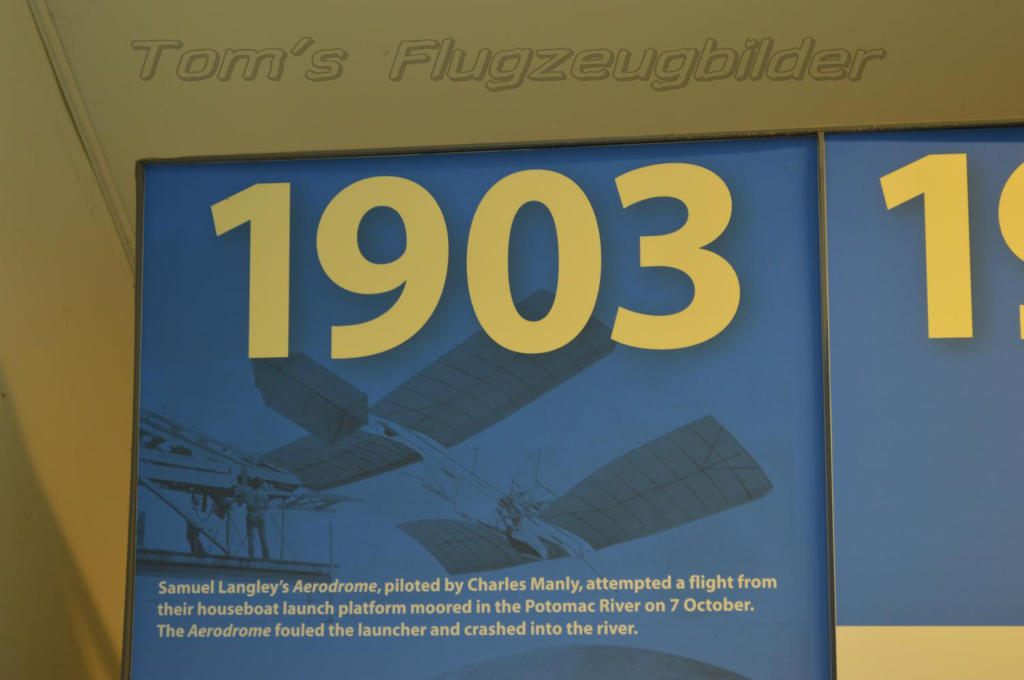 Tom's Flugzeugbilder
1903
Samuel Langley's Aerodrome, piloted by Charles Manly, attempted a flight from
their houseboat launch platform moored in the Potomac River on 7 October.
The Aerodrome fouled the launcher and crashed into the river.
1